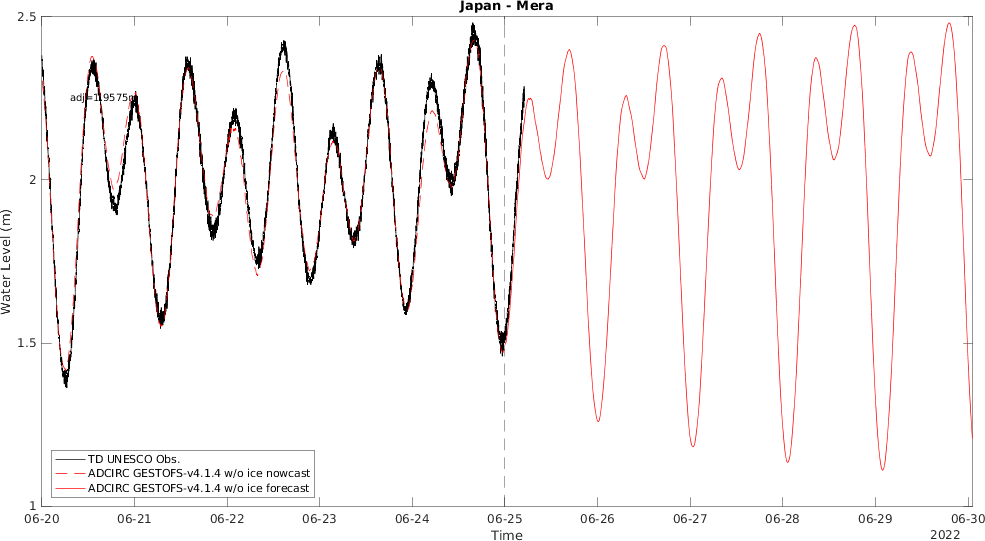 Japan - Mera
2.5
2
1.5
1
Water Level (m)
adj=1.9575m
TD UNESCO Obs.
ADCIRC GESTOFS-v4.1.4 w/o ice nowcast
ADCIRC GESTOFS-v4.1.4 w/o ice forecast
06-20 06-21 06-22 06-23 06-24 06-25 06-26 06-27 06-28 06-29 06-30
Time
2022